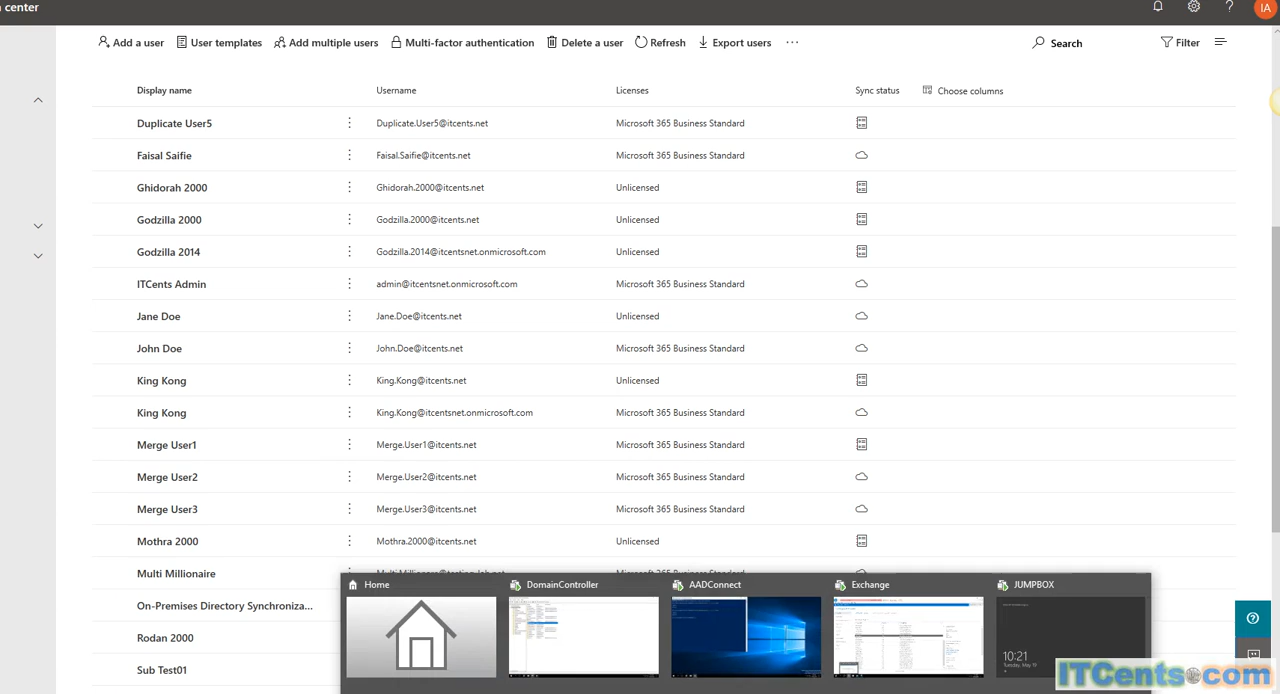 center
IA
Add a user User templates Add multiple users Multi-factor authentication Delete a user Refresh Export users ··· Search Filter
Display name Username Licenses Sync status Choose columns
Duplicate User5 Duplicate.User5@itcents.net Microsoft 365 Business Standard
Faisal Saifie Faisal.Saifie@itcents.net Microsoft 365 Business Standard
Ghidorah 2000 Ghidorah.2000@itcents.net Unlicensed
Godzilla 2000 Godzilla.2000@itcents.net Unlicensed
Godzilla 2014 Godzilla.2014@itcentsnet.onmicrosoft.com Unlicensed
ITCents Admin admin@itcentsnet.onmicrosoft.com Microsoft 365 Business Standard
Jane Doe Jane.Doe@itcents.net Unlicensed
John Doe John.Doe@itcents.net Microsoft 365 Business Standard
King Kong King.Kong@itcents.net Unlicensed
King Kong King.Kong@itcentsnet.onmicrosoft.com Microsoft 365 Business Standard
Merge User1 Merge.User1@itcents.net Microsoft 365 Business Standard
Merge User2 Merge.User2@itcents.net Microsoft 365 Business Standard
Merge User3 Merge.User3@itcents.net Microsoft 365 Business Standard
Mothra 2000 Mothra.2000@itcents.net Unlicensed
Multi Millionaire
On-Premises Directory Synchroniza...
Rodan 2000
Sub Test01
Home DomainController AADConnect Exchange JUMPBOX
10:21
Tuesday, May 19
ITCents.com